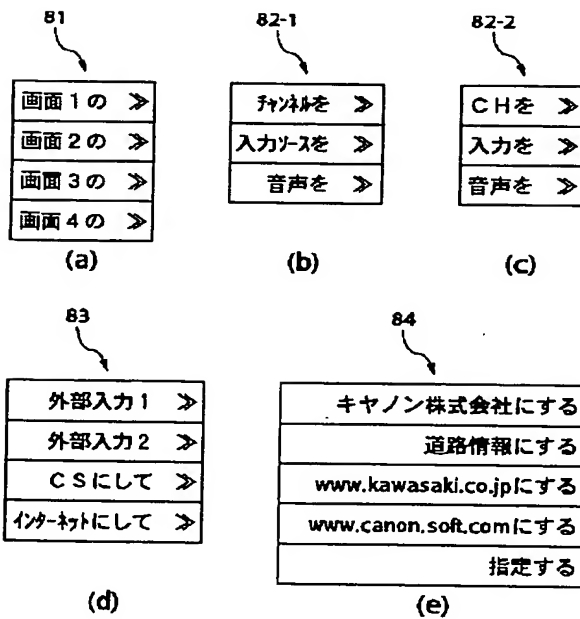 81
画面1の ≫
画面2の ≫
画面3の ≫
画面4の ≫
(a)
82-1
チャンネルを ≫
入力ソースを ≫
音声を ≫
(b)
82-2
CHを ≫
入力を ≫
音声を ≫
(c)
83
外部入力1 ≫
外部入力2 ≫
CSにして ≫
インターネットにして ≫
(d)
84
キヤノン株式会社にする
道路情報にする
www.kawasaki.co.jpにする
www.canon.soft.comにする
指定する
(e)